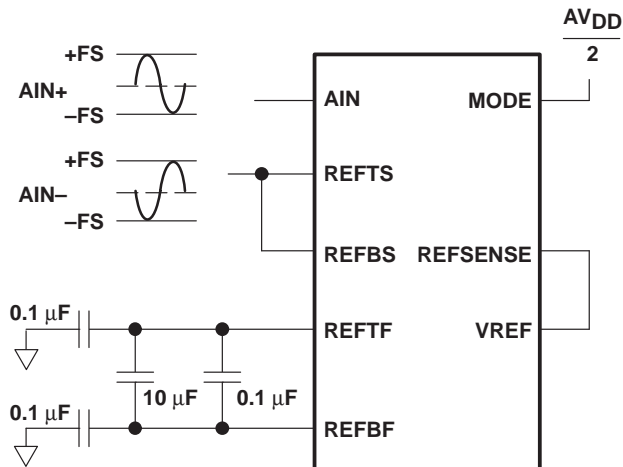 AVDD
2
+FS
AIN+
–FS
AIN
MODE
+FS
AIN–
–FS
REFTS
REFBS
REFSENSE
0.1 μF
REFTF
VREF
10 μF
0.1 μF
0.1 μF
REFBF